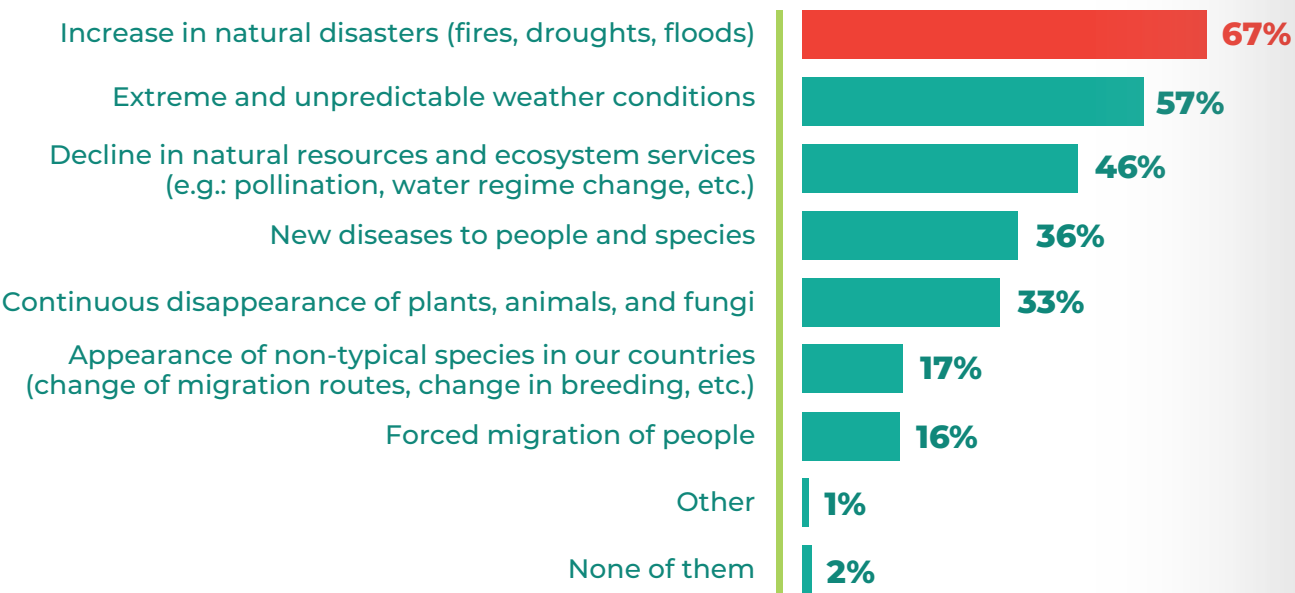 Increase in natural disasters (fires, droughts, floods) 67%
Extreme and unpredictable weather conditions 57%
Decline in natural resources and ecosystem services
(e.g.: pollination, water regime change, etc.) 46%
New diseases to people and species 36%
Continuous disappearance of plants, animals, and fungi 33%
Appearance of non-typical species in our countries
(change of migration routes, change in breeding, etc.) 17%
Forced migration of people 16%
Other 1%
None of them 2%